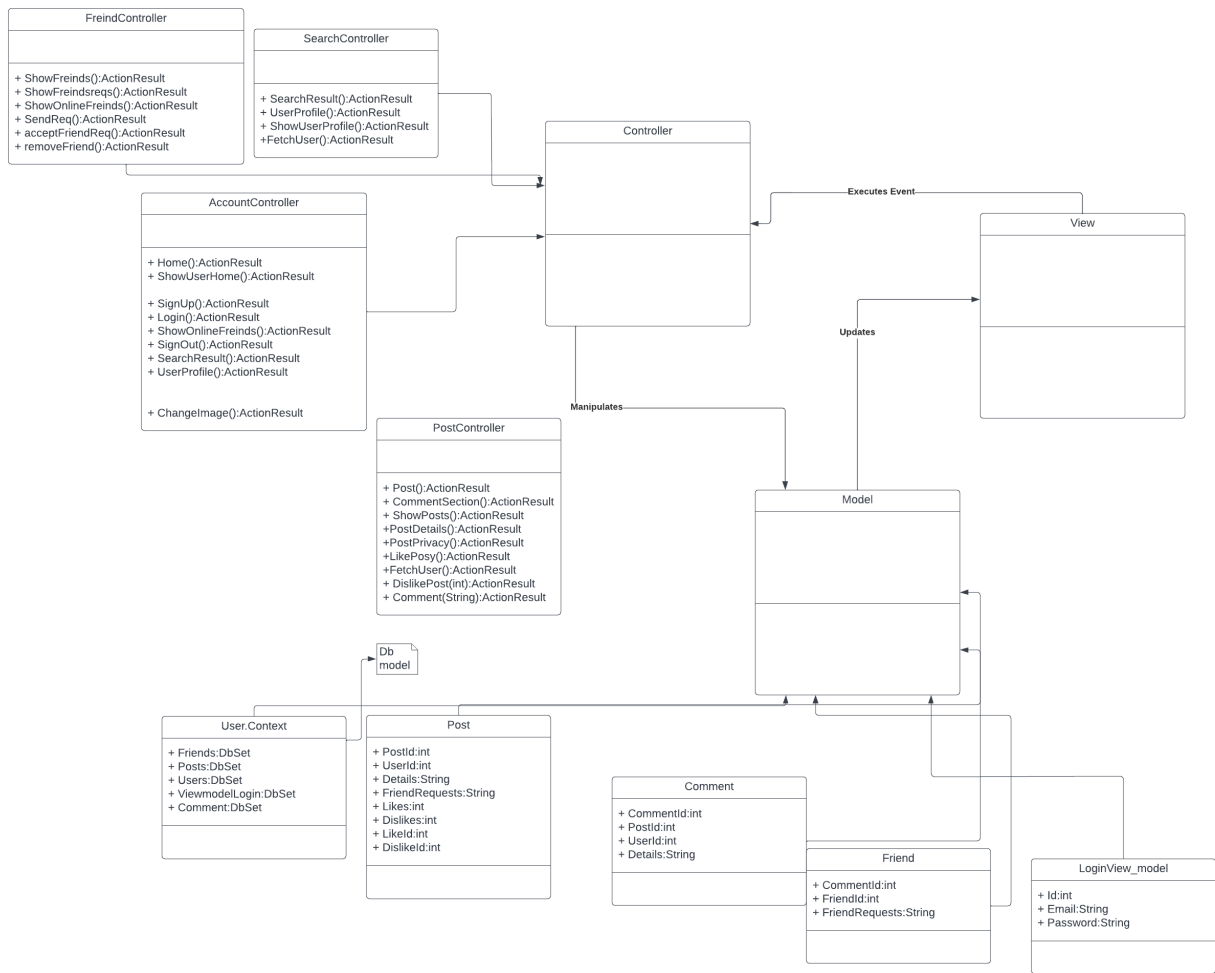 FreindController
+ ShowFreinds():ActionResult
+ ShowFreindsreqs():ActionResult
+ ShowOnlineFreinds():ActionResult
+ SendReq():ActionResult
+ acceptFriendReq():ActionResult
+ removeFriend():ActionResult
SearchController
+ SearchResult():ActionResult
+ UserProfile():ActionResult
+ ShowUserProfile():ActionResult
+FetchUser():ActionResult
Controller
Executes Event
View
AccountController
+ Home():ActionResult
+ ShowUserHome():ActionResult
+ SignUp():ActionResult
+ Login():ActionResult
+ ShowOnlineFreinds():ActionResult
+ SignOut():ActionResult
+ SearchResult():ActionResult
+ UserProfile():ActionResult
+ ChangeImage():ActionResult
Updates
Manipulates
PostController
+ Post():ActionResult
+ CommentSection():ActionResult
+ ShowPosts():ActionResult
+PostDetails():ActionResult
+PostPrivacy():ActionResult
+LikePosy():ActionResult
+FetchUser():ActionResult
+ DislikePost(int):ActionResult
+ Comment(String):ActionResult
Model
Db
model
User.Context
+ Friends:DbSet
+ Posts:DbSet
+ Users:DbSet
+ ViewmodelLogin:DbSet
+ Comment:DbSet
Post
+ PostId:int
+ UserId:int
+ Details:String
+ FriendRequests:String
+ Likes:int
+ Dislikes:int
+ LikeId:int
+ DislikeId:int
Comment
+ CommentId:int
+ PostId:int
+ UserId:int
+ Details:String
Friend
+ CommentId:int
+ FriendId:int
+ FriendRequests:String
LoginView_model
+ Id:int
+ Email:String
+ Password:String